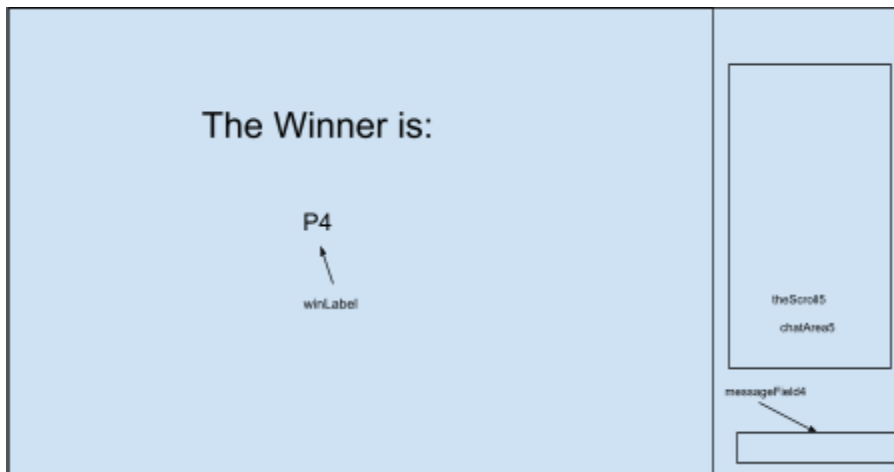 The Winner is:
P4
winLabel
theScroll5
chatArea5
messageField4